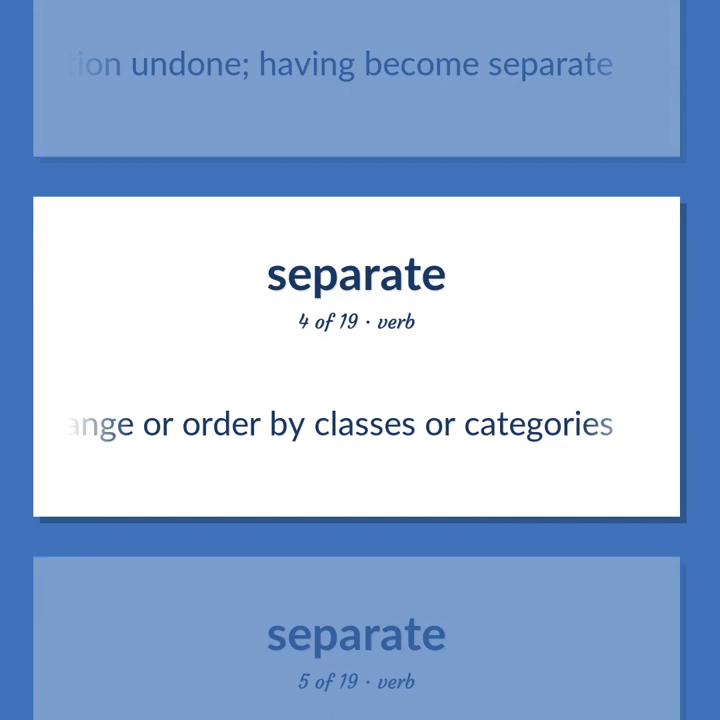 undone; having become separate
separate
4 of 19 · verb
or order by classes or categories
separate
5 of 19 · verb